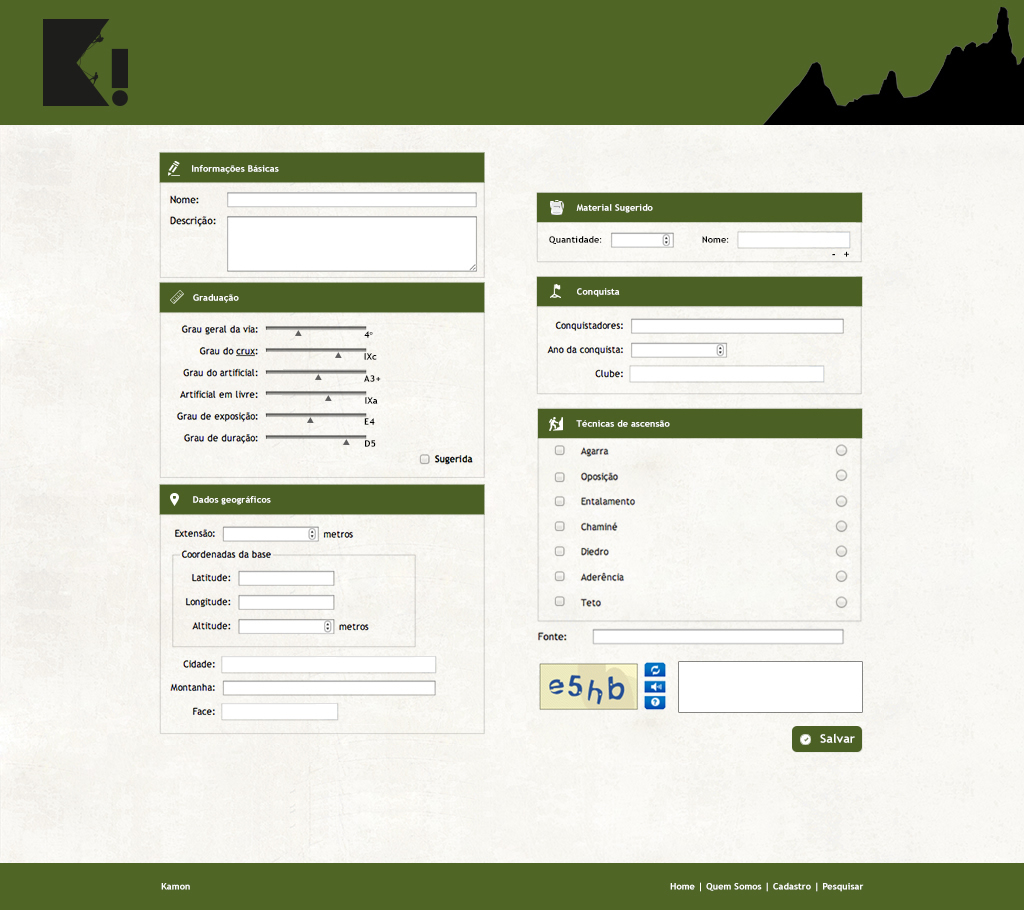 K!
Informações Básicas
Nome:
Descrição:
Graduação
Grau geral da via: 4º
Grau do crux: IXc
Grau do artificial: A3+
Artificial em livre: IXa
Grau de exposição: E4
Grau de duração: D5
Sugerida
Dados geográficos
Extensão: metros
Coordenadas da base
Latitude:
Longitude:
Altitude: metros
Cidade:
Montanha:
Face:
Material Sugerido
Quantidade: Nome:
- +
Conquista
Conquistadores:
Ano da conquista:
Clube:
Técnicas de ascensão
Agarra
Oposição
Entalamento
Chaminé
Diedro
Aderência
Teto
Fonte:
e5hb
Salvar
Kamon
Home | Quem Somos | Cadastro | Pesquisar